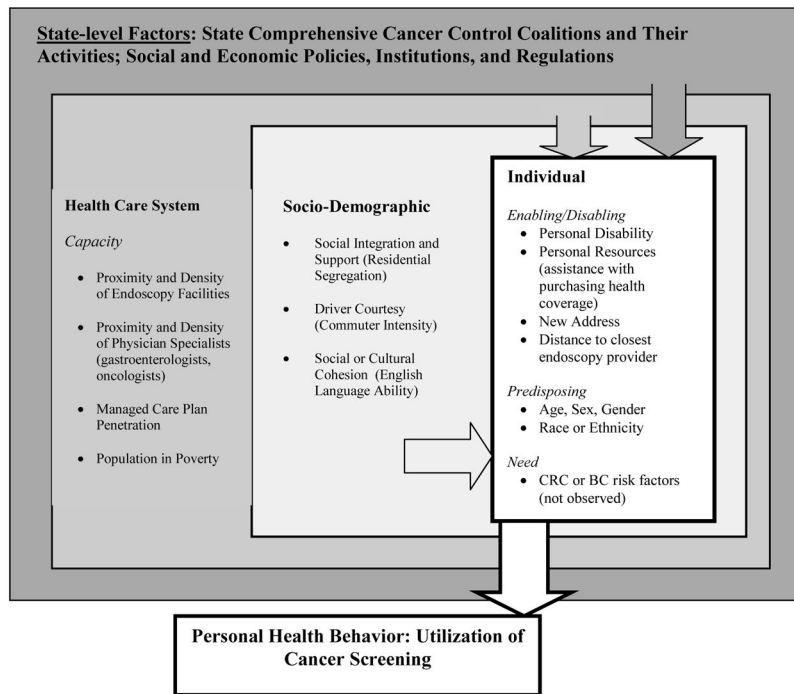 State-level Factors: State Comprehensive Cancer Control Coalitions and Their
Activities; Social and Economic Policies, Institutions, and Regulations
Health Care System
Capacity
• Proximity and Density
of Endoscopy Facilities
• Proximity and Density
of Physician Specialists
(gastroenterologists,
oncologists)
• Managed Care Plan
Penetration
• Population in Poverty
Socio-Demographic
• Social Integration and
Support (Residential
Segregation)
• Driver Courtesy
(Commuter Intensity)
• Social or Cultural
Cohesion (English
Language Ability)
Individual
Enabling/Disabling
• Personal Disability
• Personal Resources
(assistance with
purchasing health
coverage)
• New Address
• Distance to closest
endoscopy provider
Predisposing
• Age, Sex, Gender
• Race or Ethnicity
Need
• CRC or BC risk factors
(not observed)
Personal Health Behavior: Utilization of
Cancer Screening